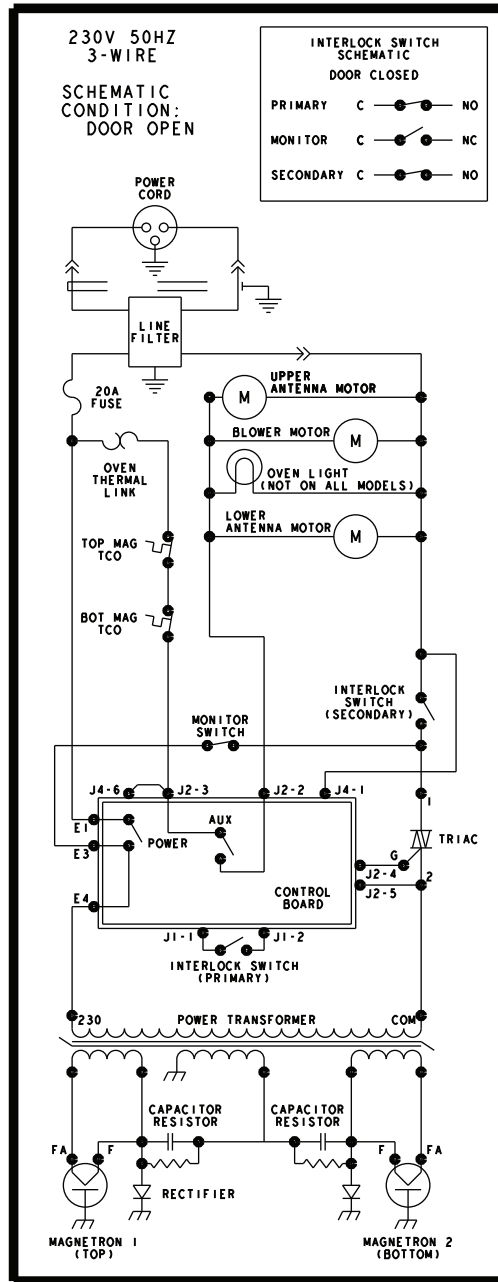 230V 50HZ
3-WIRE
SCHEMATIC
CONDITION:
DOOR OPEN
INTERLOCK SWITCH
SCHEMATIC
DOOR CLOSED
PRIMARY C NO
MONITOR C NC
SECONDARY C NO
POWER
CORD
LINE
FILTER
20A
FUSE
UPPER
ANTENNA MOTOR
M
BLOWER MOTOR
M
OVEN
THERMAL
LINK
OVEN LIGHT
(NOT ON ALL MODELS)
LOWER
ANTENNA MOTOR
M
TOP MAG
TCO
BOT MAG
TCO
INTERLOCK
SWITCH
(SECONDARY)
MONITOR
SWITCH
J4-6 J2-3 J2-2 J4-1
1
E1
POWER
AUX
E3
TRIAC
G
J2-4
2
J2-5
E4
CONTROL
BOARD
J1-1 J1-2
INTERLOCK SWITCH
(PRIMARY)
230 POWER TRANSFORMER COM
CAPACITOR
RESISTOR
CAPACITOR
RESISTOR
FA F
F FA
RECTIFIER
MAGNETRON 1
(TOP)
MAGNETRON 2
(BOTTOM)